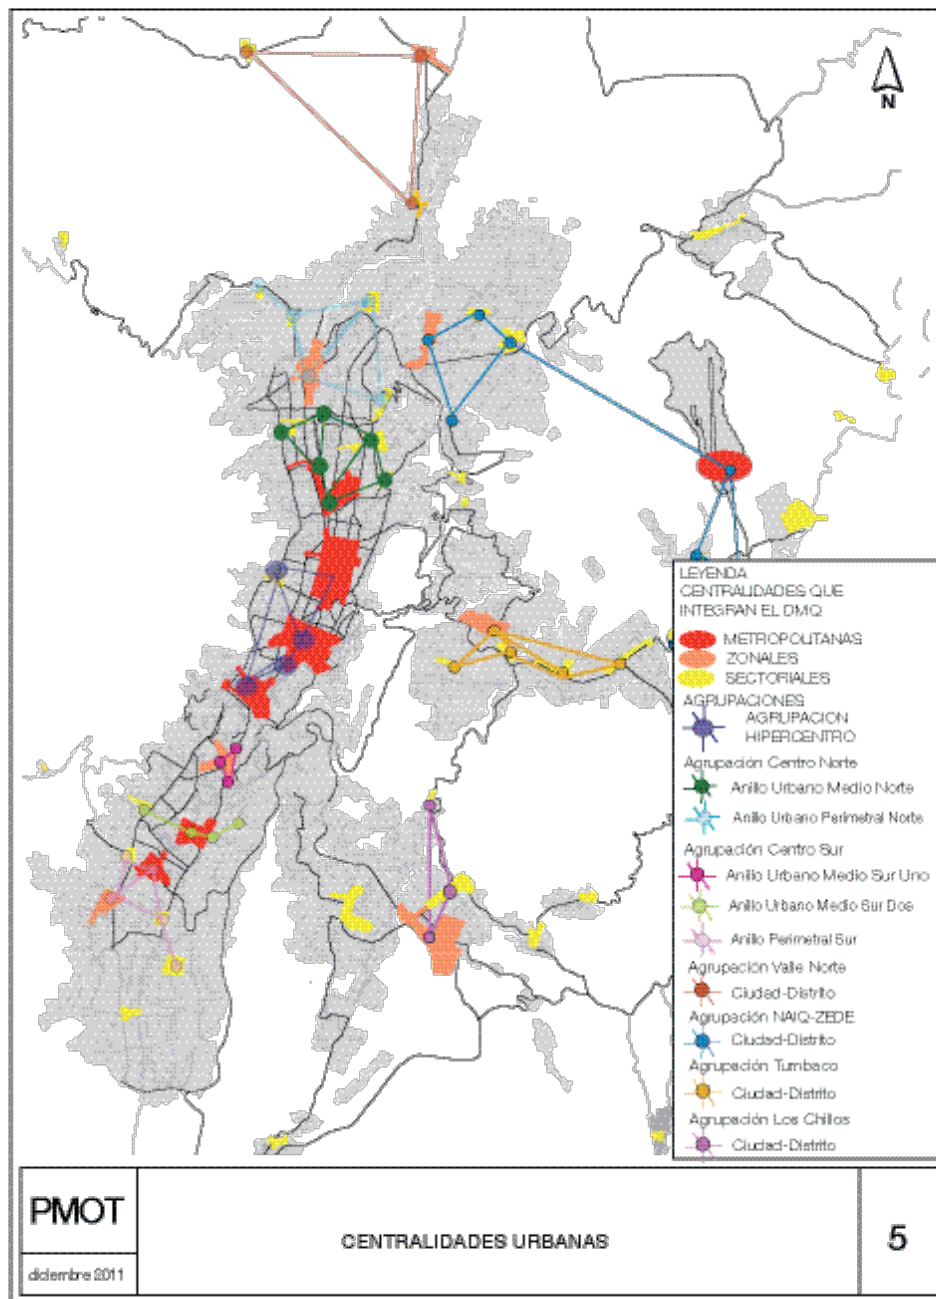 N
LEYENDA
CENTRALIDADES QUE
INTEGRAN EL DMQ
METROPOLITANAS
ZONALES
SECTORIALES
AGRUPACIONES
AGRUPACION
HIPERCENTRO
Agrupación Centro Norte
Anillo Urbano Medio Norte
Anillo Urbano Perimetral Norte
Agrupación Centro Sur
Anillo Urbano Medio Sur Uno
Anillo Urbano Medio Sur Dos
Anillo Perimetral Sur
Agrupación Valle Norte
Ciudad-Distrito
Agrupación NAIQ-ZEDE
Ciudad-Distrito
Agrupación Tumbaco
Ciudad-Distrito
Agrupación Los Chillos
Ciudad-Distrito
PMOT
diciembre 2011
CENTRALIDADES URBANAS
5